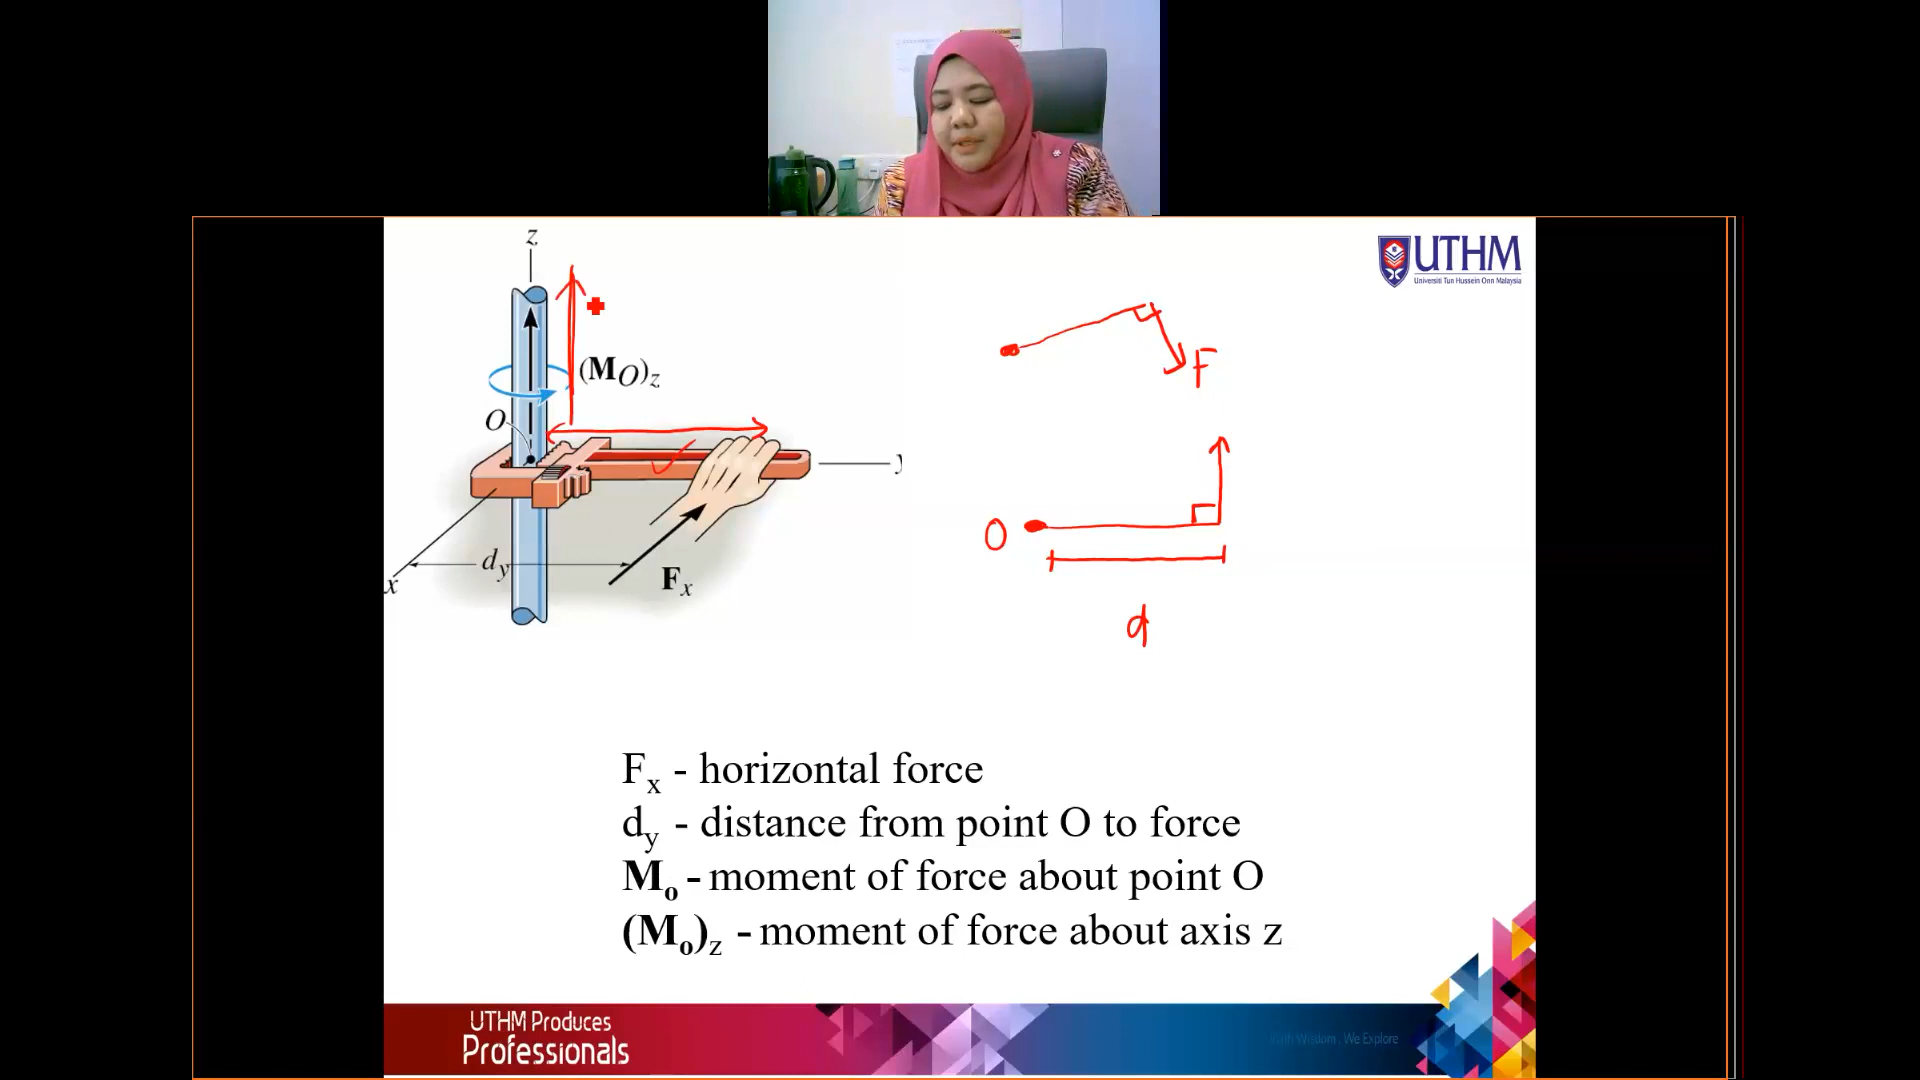 z
UTHM
Universiti Tun Hussein Onn Malaysia
(M_O)_z
F
O
y
O
d_y
x
F_x
d
F_x - horizontal force
d_y - distance from point O to force
M_o - moment of force about point O
(M_o)_z - moment of force about axis z
UTHM Produces
Professionals
With Wisdom . We Explore